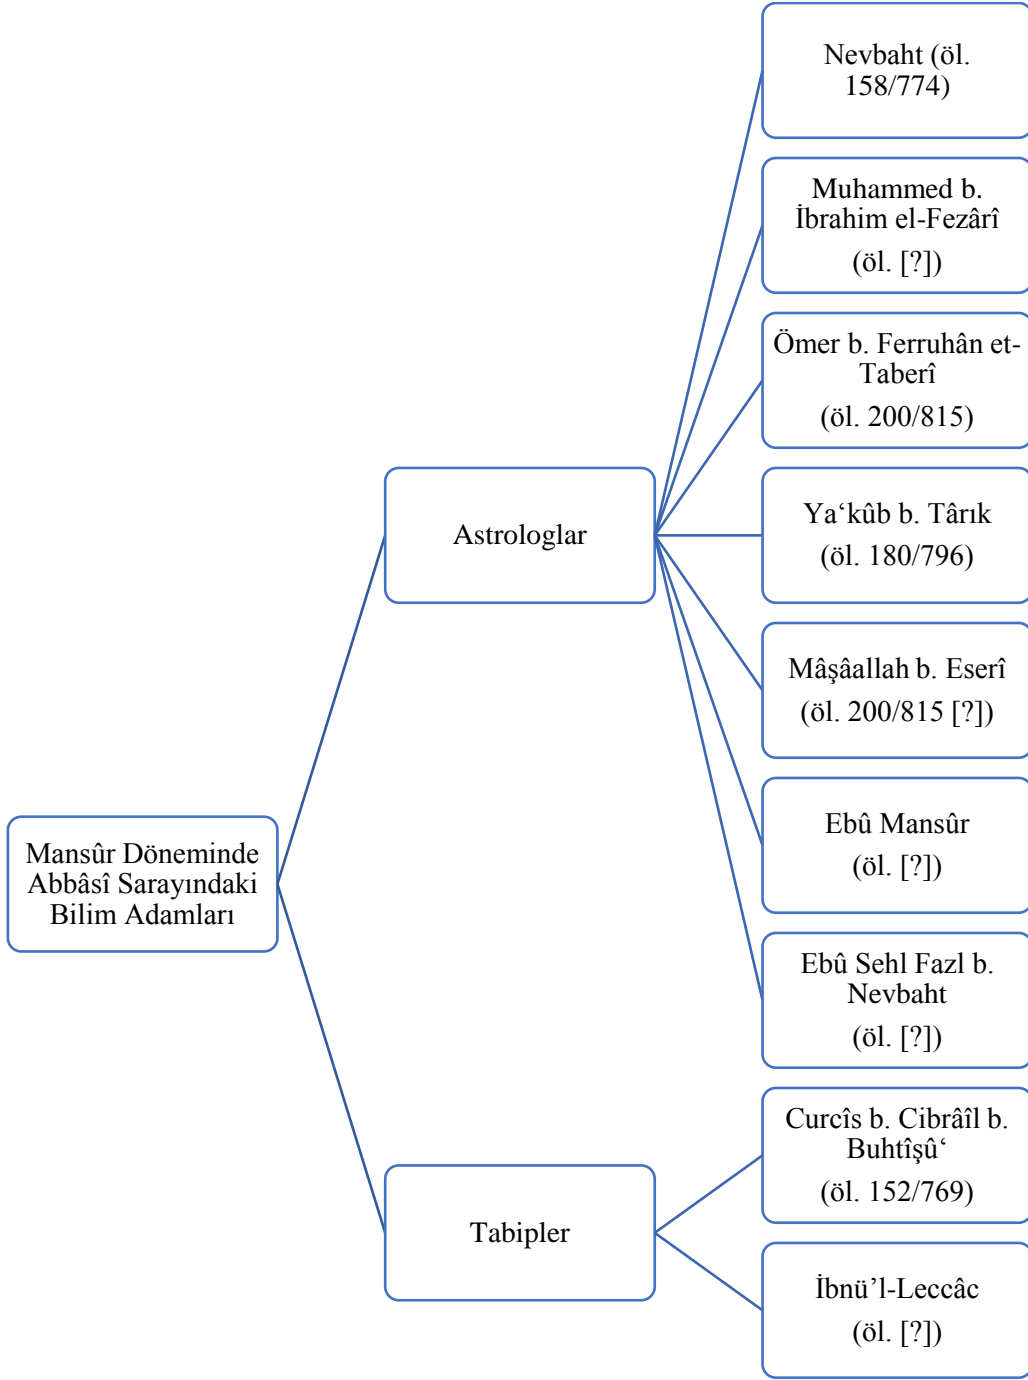 Mansûr Döneminde
Abbâsî Sarayındaki
Bilim Adamları
Astrologlar
Nevbaht (öl.
158/774)
Muhammed b.
İbrahim el-Fezârî
(öl. [?])
Ömer b. Ferruhân et-
Taberî
(öl. 200/815)
Ya‘kûb b. Târık
(öl. 180/796)
Mâşâallah b. Eserî
(öl. 200/815 [?])
Ebû Mansûr
(öl. [?])
Ebû Sehl Fazl b.
Nevbaht
(öl. [?])
Tabipler
Curcîs b. Cibrâîl b.
Buhtîşû‘
(öl. 152/769)
İbnü’l-Leccâc
(öl. [?])